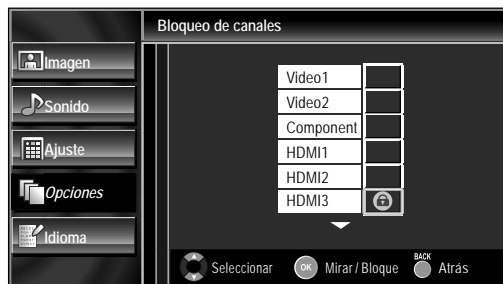 Bloqueo de canales
Imagen
Sonido
Ajuste
Opciones
Idioma
Video1
Video2
Component
HDMI1
HDMI2
HDMI3
Seleccionar OK Mirar / Bloque BACK Atrás